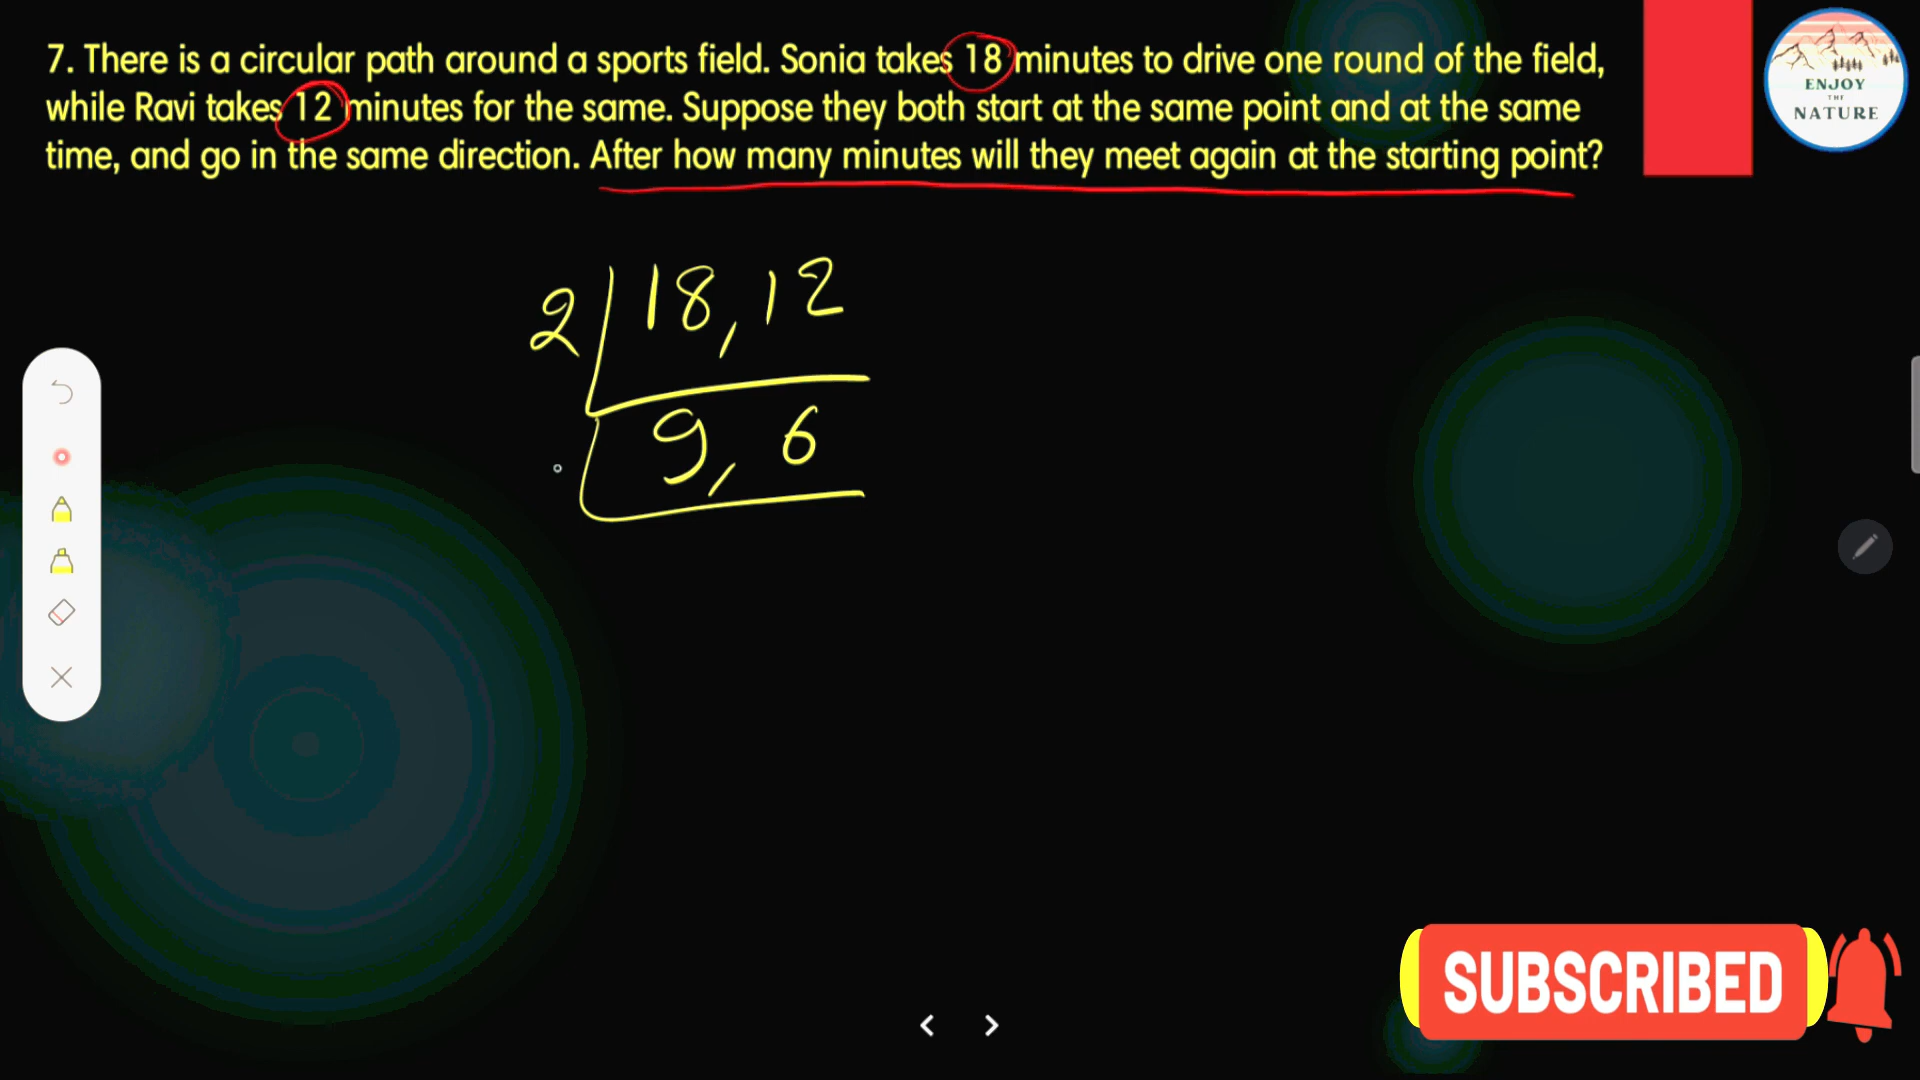 7. There is a circular path around a sports field. Sonia takes 18 minutes to drive one round of the field,
while Ravi takes 12 minutes for the same. Suppose they both start at the same point and at the same
time, and go in the same direction. After how many minutes will they meet again at the starting point?
ENJOY
THE
NATURE
2 18, 12
9, 6
SUBSCRIBED